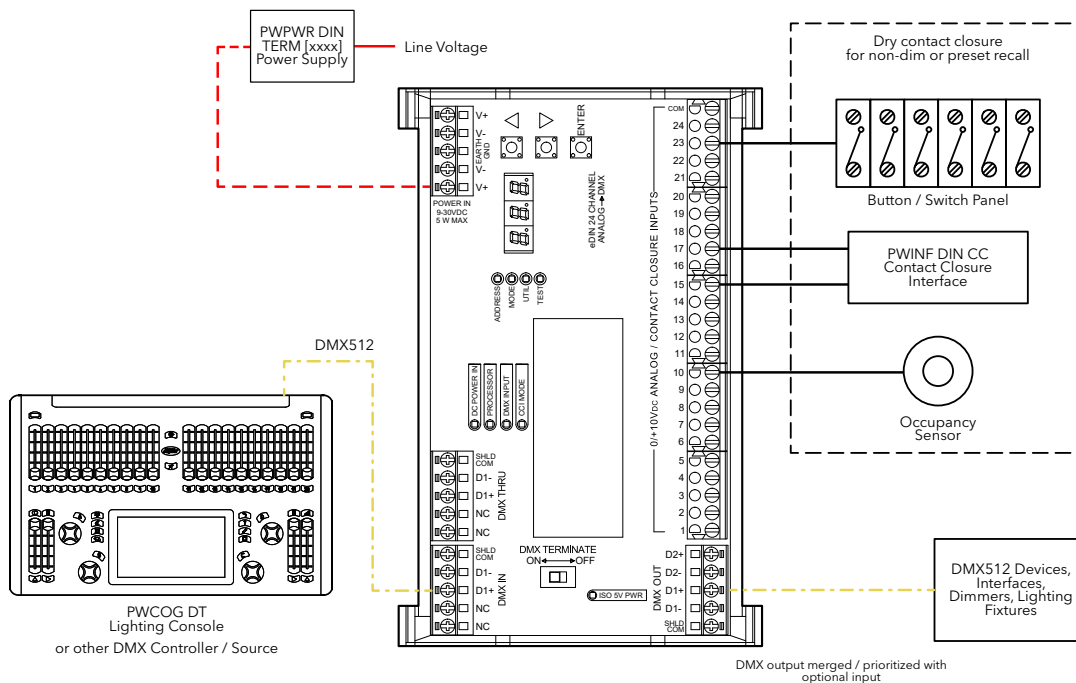 PWPWR DIN
TERM [xxxx]
Power Supply
Line Voltage
Dry contact closure
for non-dim or preset recall
Button / Switch Panel
PWINF DIN CC
Contact Closure
Interface
Occupancy
Sensor
V+
V-
EARTH
GND
V-
V+
POWER IN
9-30VDC
5 W MAX
ENTER
eDIN 24 CHANNEL
ANALOG→DMX
ADDRESS
MODE
UTIL
TEST
DC POWER IN
PROCESSOR
DMX INPUT
CCI MODE
0/+10VDC ANALOG / CONTACT CLOSURE INPUTS
COM
24
23
22
21
20
19
18
17
16
15
14
13
12
11
10
9
8
7
6
5
4
3
2
1
DMX512
SHLD
COM
D1-
D1+
NC
NC
DMX THRU
SHLD
COM
D1-
D1+
NC
NC
DMX IN
DMX TERMINATE
ON
OFF
ISO 5V PWR
DMX OUT
D2+
D2-
D1+
D1-
SHLD
COM
PWCOG DT
Lighting Console
or other DMX Controller / Source
DMX512 Devices,
Interfaces,
Dimmers, Lighting
Fixtures
DMX output merged / prioritized with
optional input